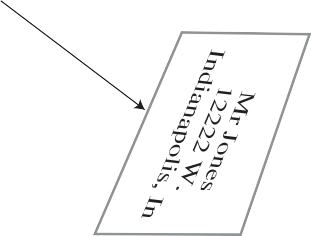 Mr Jones
12222 W.
Indianapolis, In